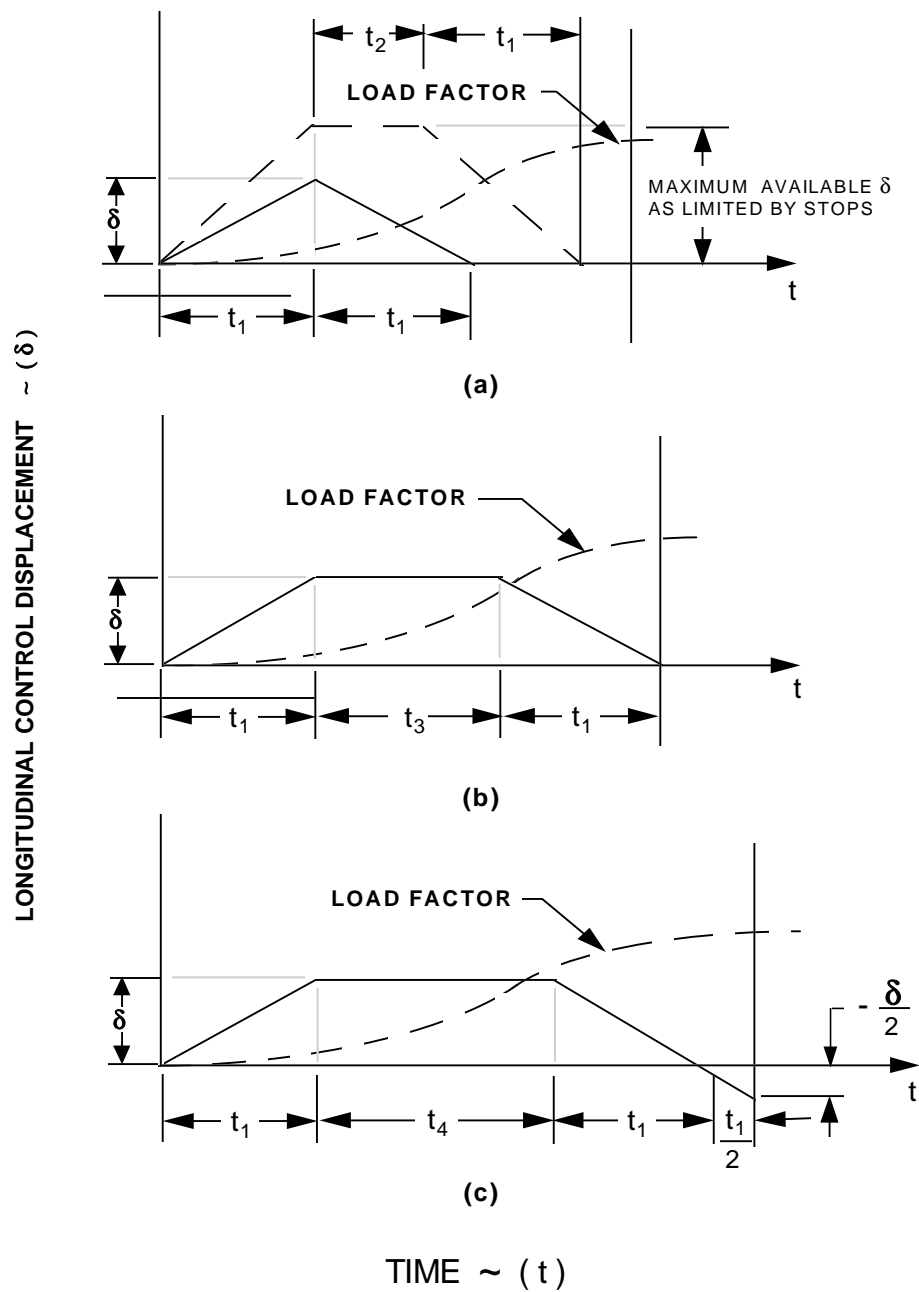 t2
t1
LOAD FACTOR
δ
MAXIMUM AVAILABLE δ
AS LIMITED BY STOPS
t
t1
t1
(a)
LONGITUDINAL CONTROL DISPLACEMENT ~ (δ)
LOAD FACTOR
δ
t
t1
t3
t1
(b)
LOAD FACTOR
δ
- δ/2
t
t1
t4
t1
t1/2
(c)
TIME ~ (t)